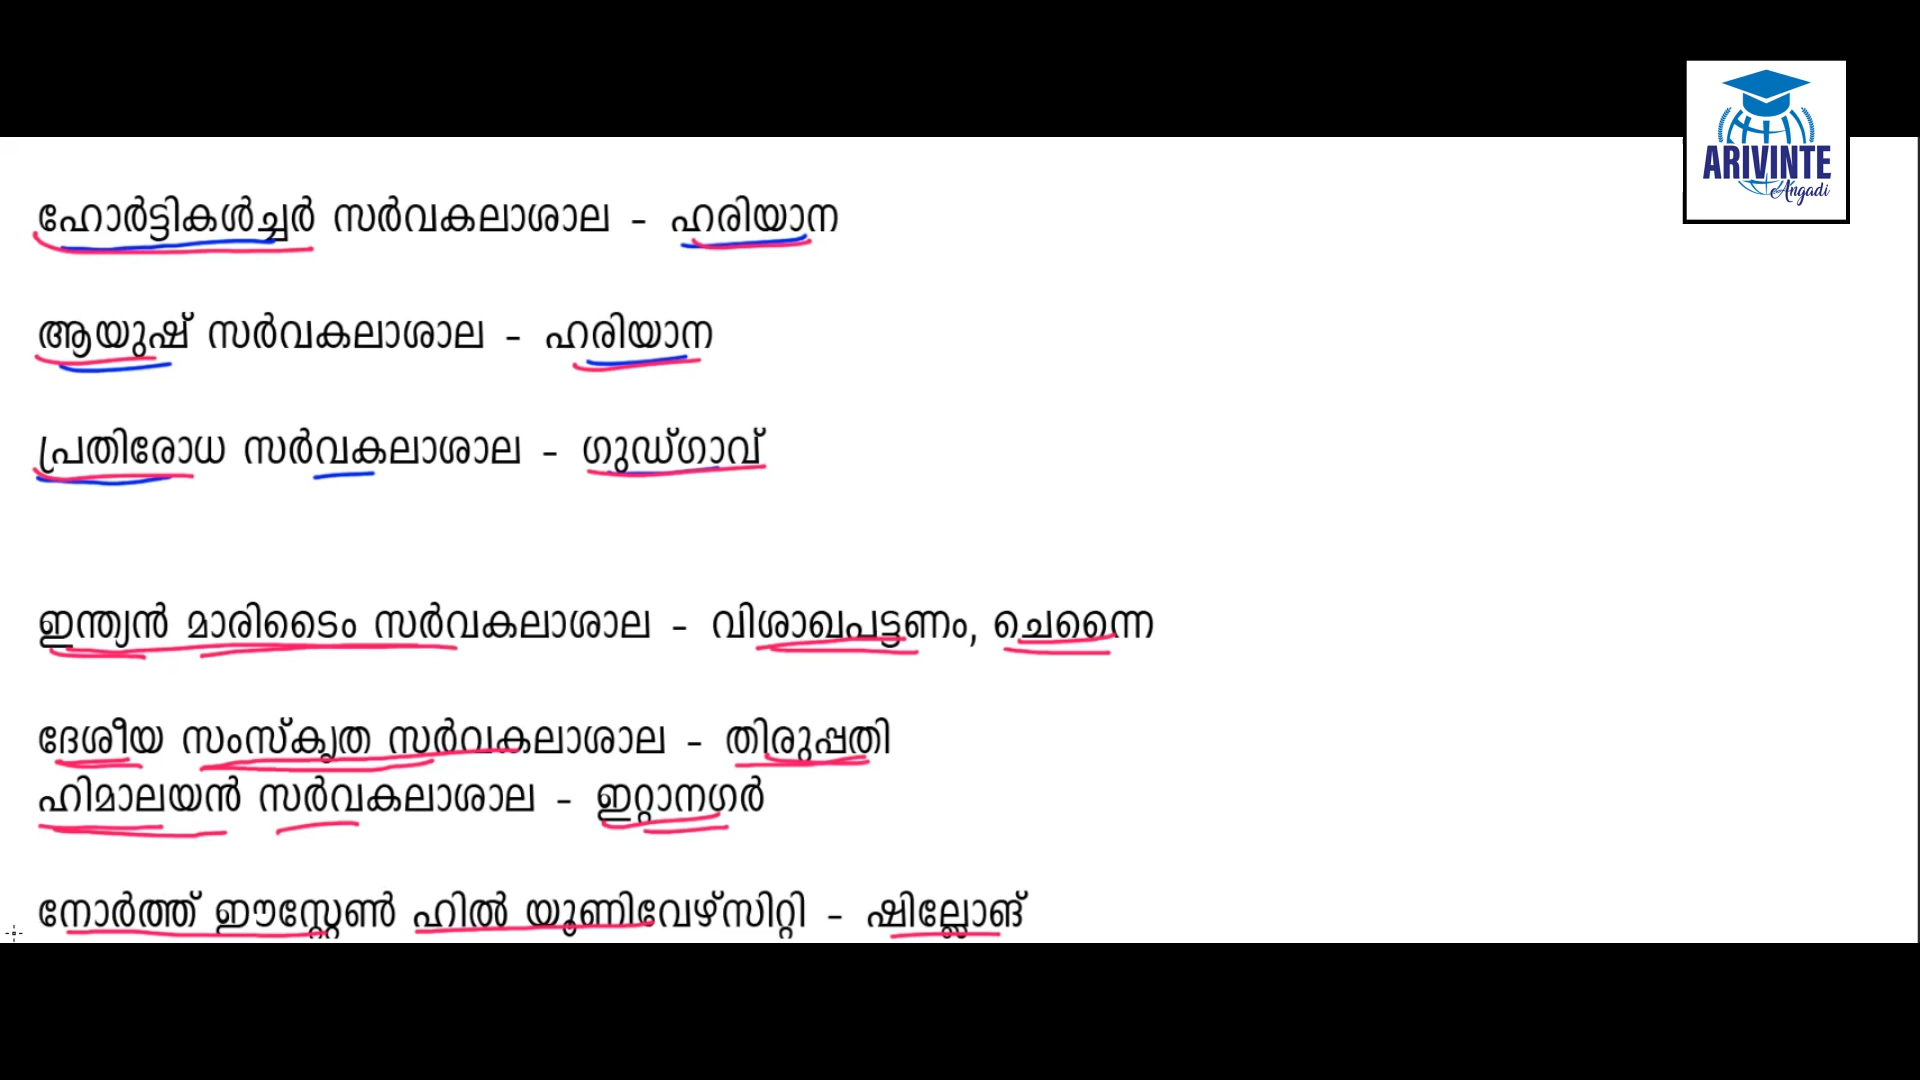 ARIVINTE
Angadi
ഹോർട്ടികൾച്ചർ സർവകലാശാല - ഹരിയാന
ആയുഷ് സർവകലാശാല - ഹരിയാന
പ്രതിരോധ സർവകലാശാല - ഗുഡ്ഗാവ്
ഇന്ത്യൻ മാരിടൈം സർവകലാശാല - വിശാഖപട്ടണം, ചെന്നൈ
ദേശീയ സംസ്കൃത സർവകലാശാല - തിരുപ്പതി
ഹിമാലയൻ സർവകലാശാല - ഇറ്റാനഗർ
നോർത്ത് ഈസ്റ്റേൺ ഹിൽ യൂണിവേഴ്സിറ്റി - ഷില്ലോങ്